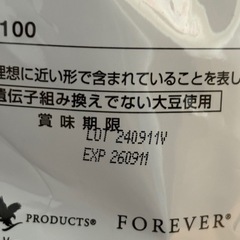 100
理想に近い形で含まれていることを表し
遺伝子組み換えでない大豆使用
賞味期限
LOT 240911W
EXP 260911
PRODUCTS® FOREVER®